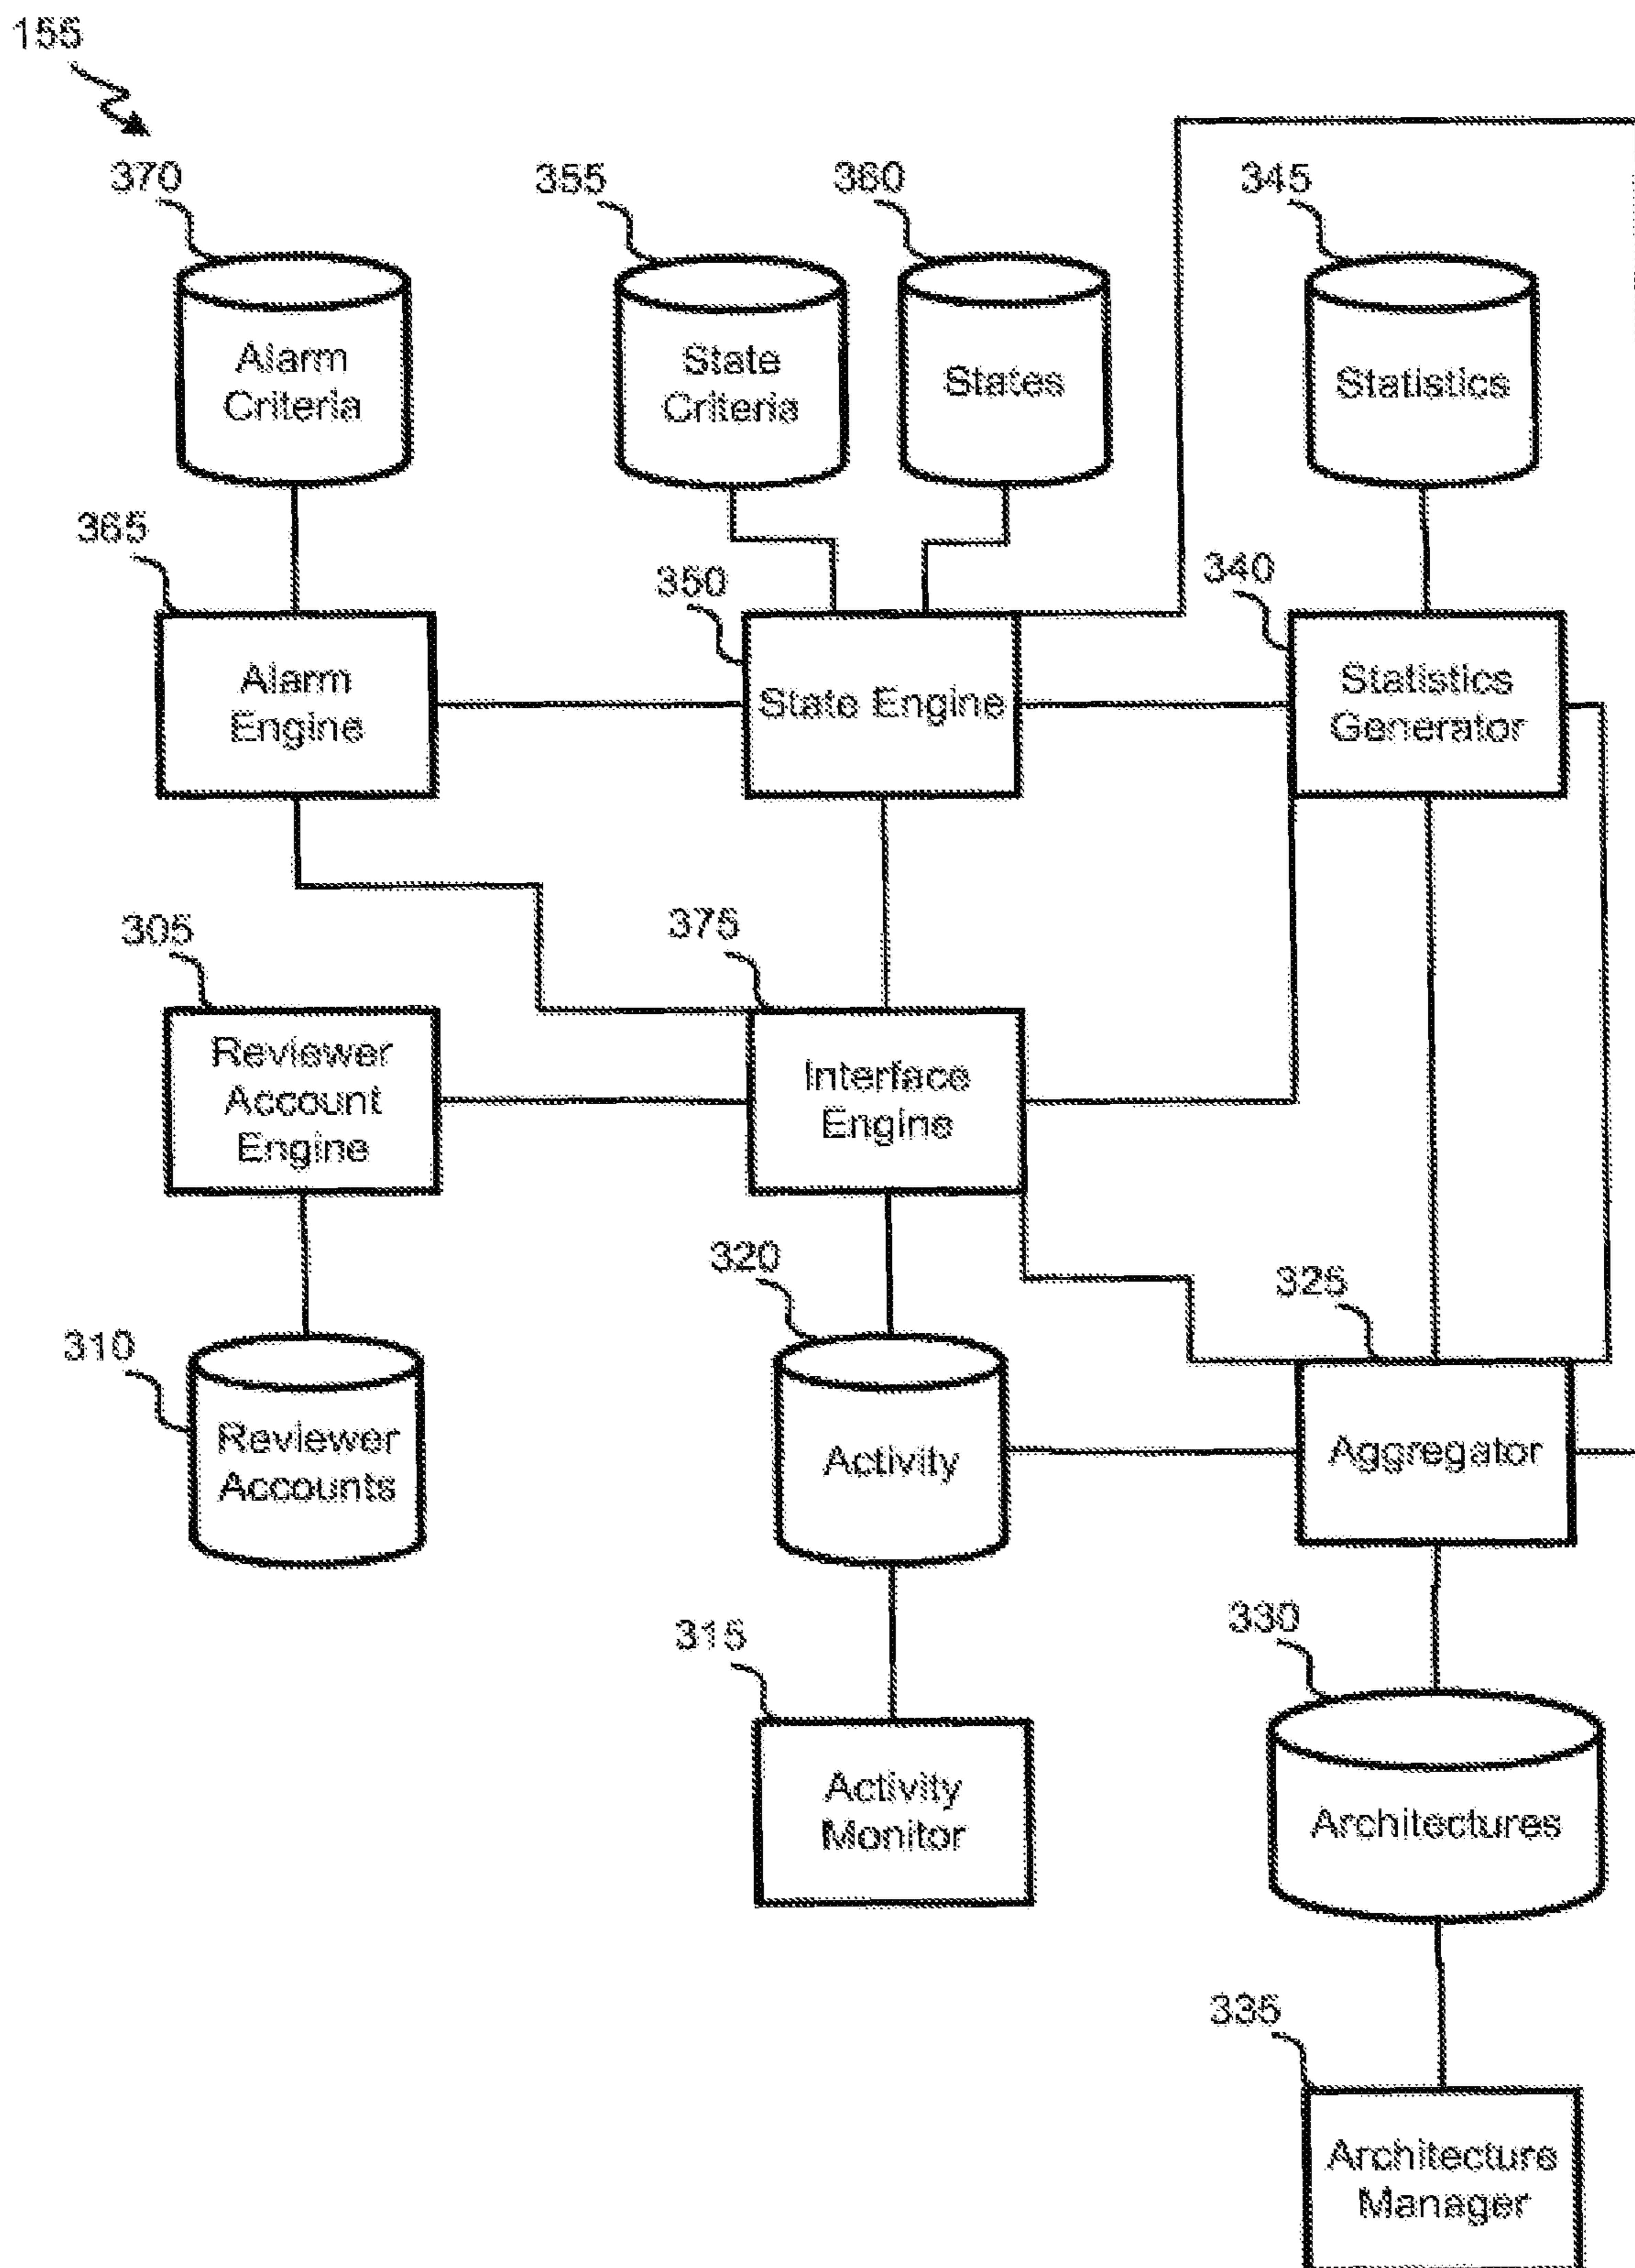 155
370
355
360
345
Alarm
Criteria
State
Criteria
States
Statistics
365
350
340
Alarm
Engine
State Engine
Statistics
Generator
305
375
Reviewer
Account
Engine
Interface
Engine
320
325
310
Reviewer
Accounts
Activity
Aggregator
315
330
Activity
Monitor
Architectures
335
Architecture
Manager